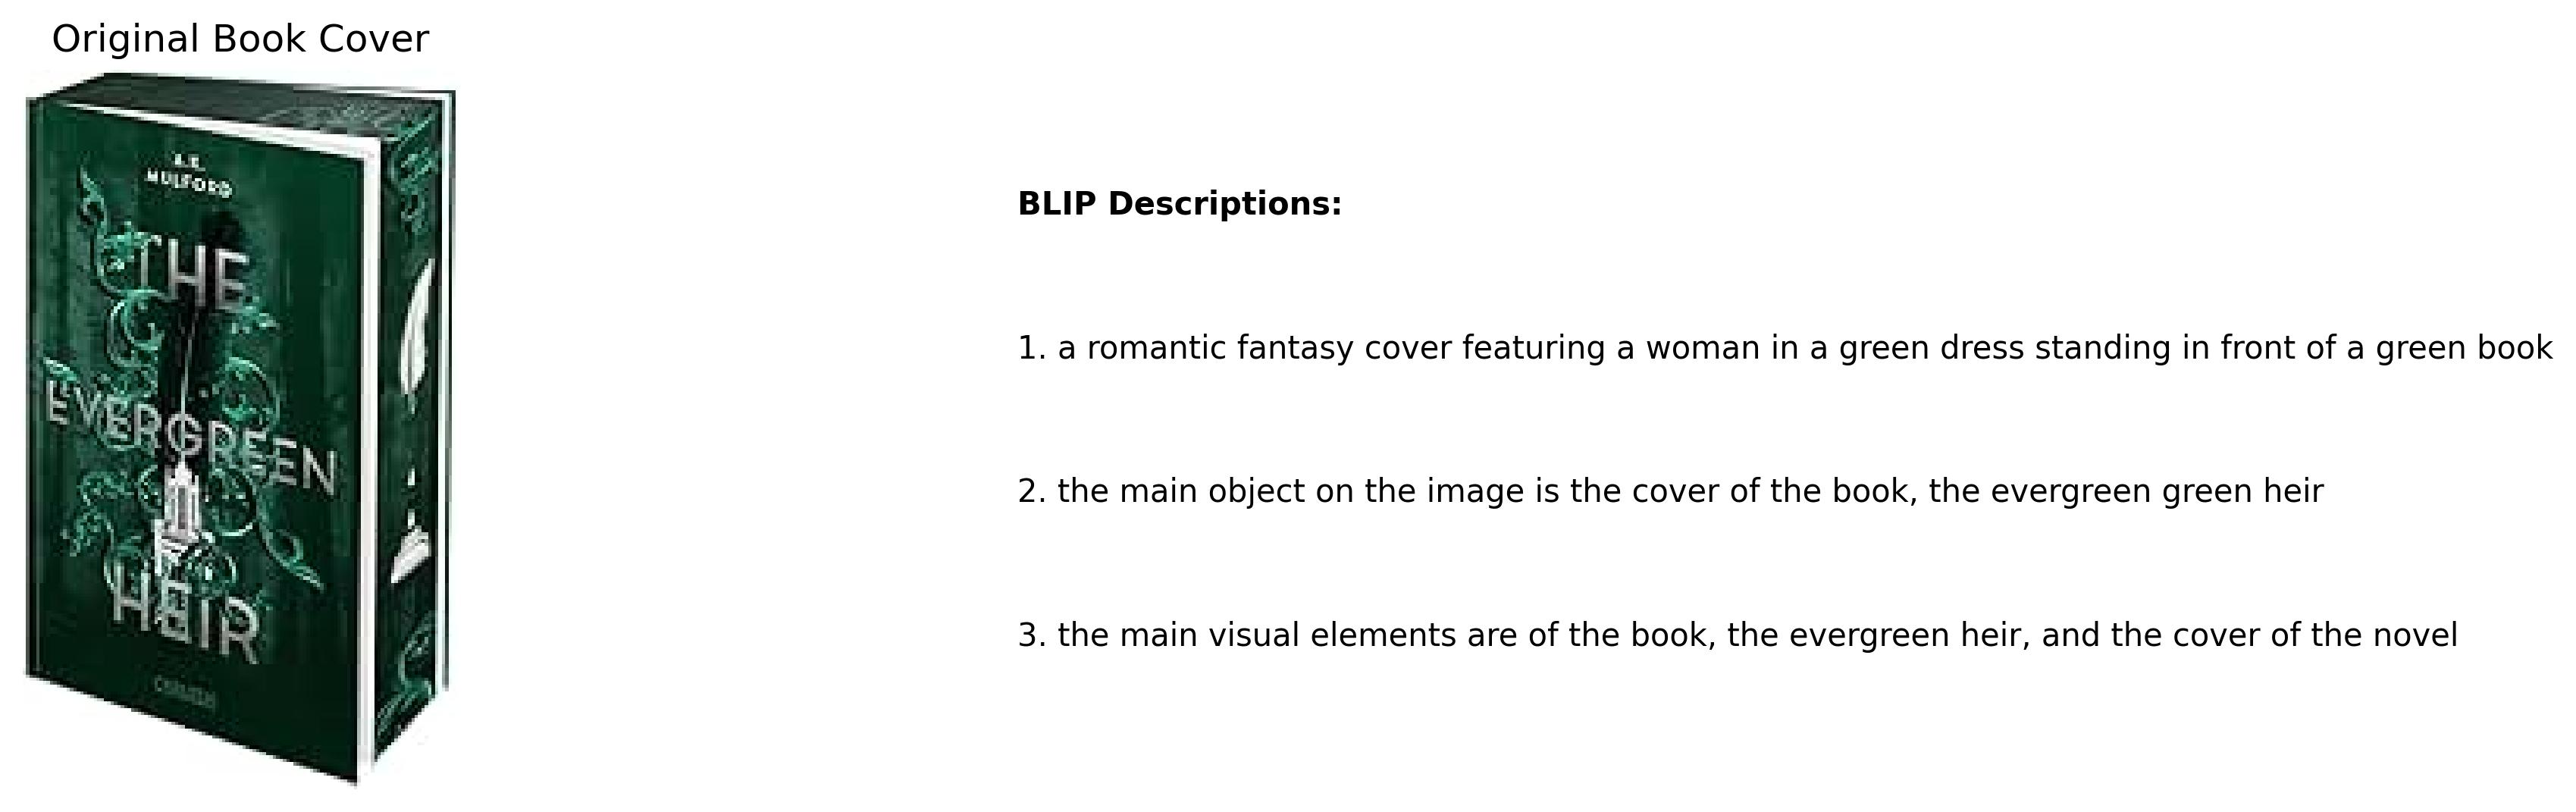 Original Book Cover
A.K.
MULFORD
THE
EVERGREEN
HEIR
BLIP Descriptions:
1. a romantic fantasy cover featuring a woman in a green dress standing in front of a green book
2. the main object on the image is the cover of the book, the evergreen green heir
3. the main visual elements are of the book, the evergreen heir, and the cover of the novel